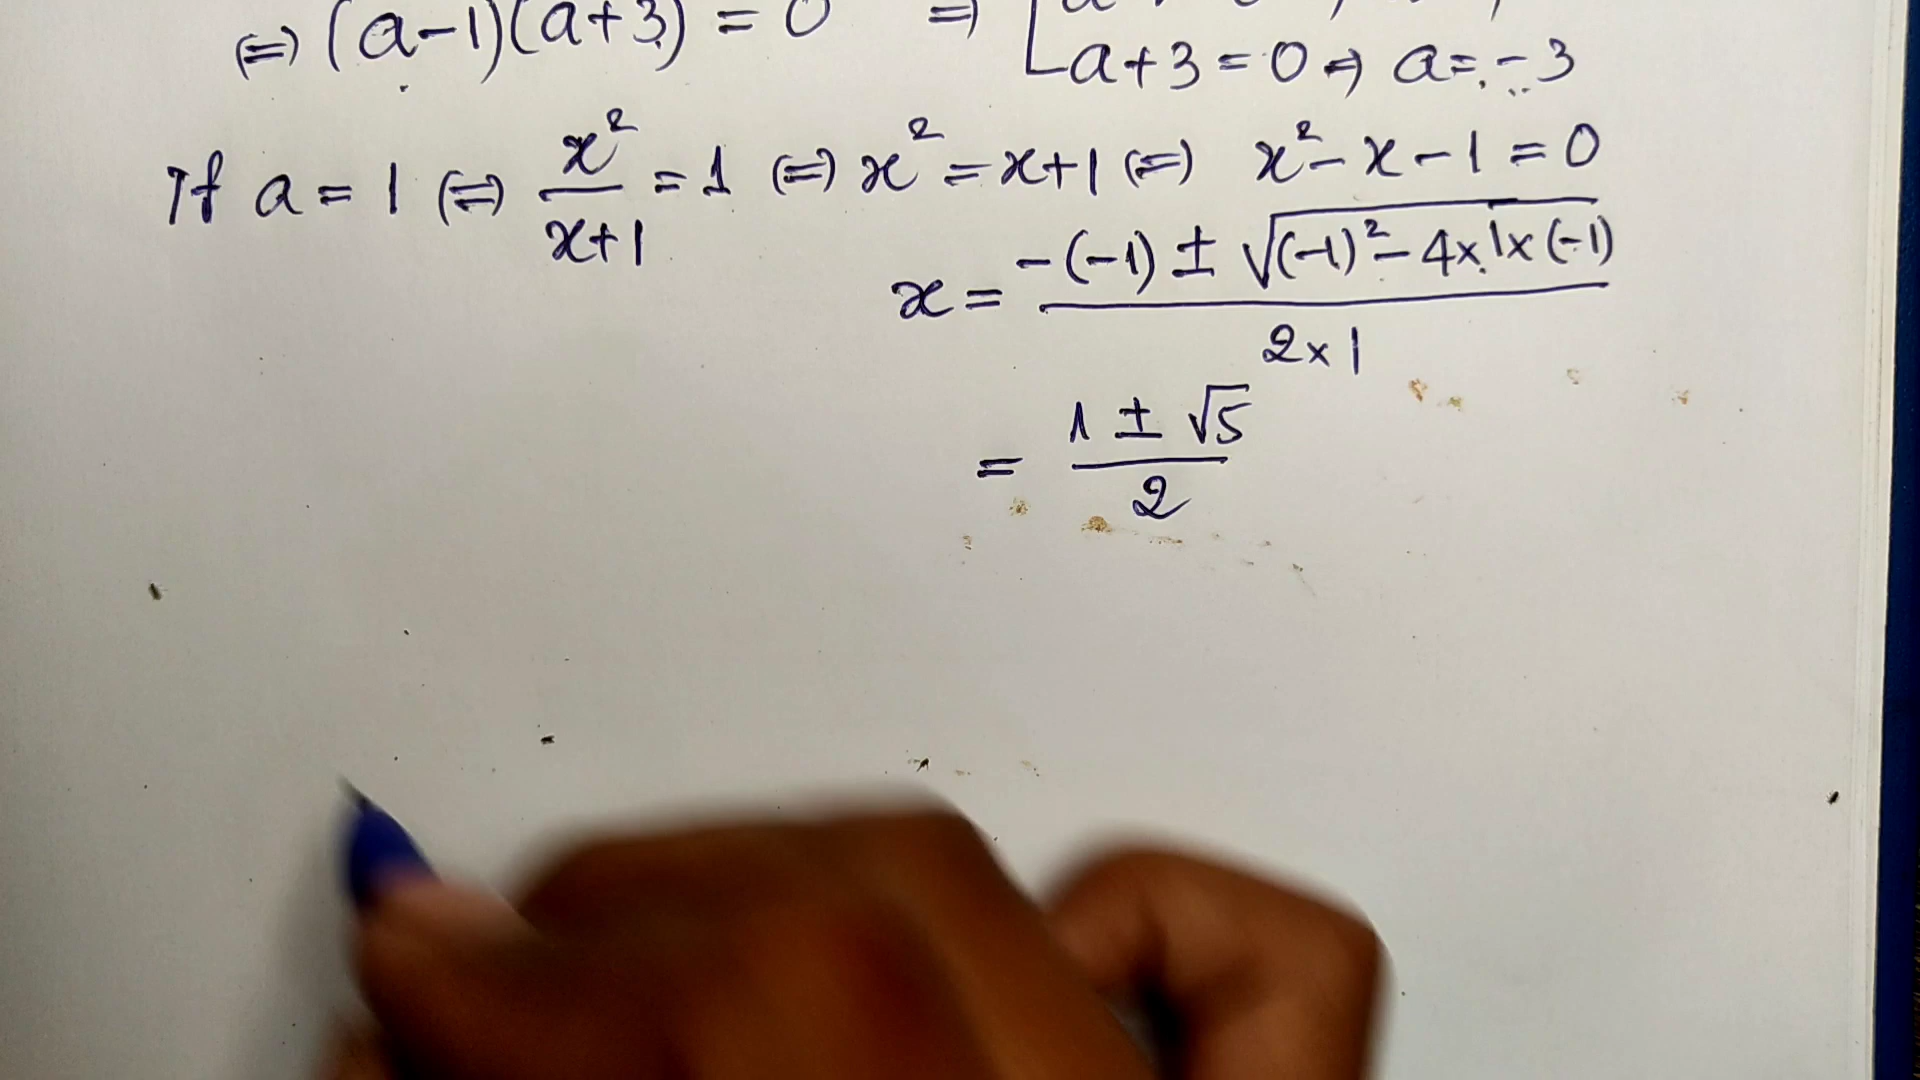 ⇔ (a-1)(a+3) = 0 ⇒
a+3=0 ⇒ a=-3
If a = 1 ⇔ x²/(x+1) = 1 ⇔ x² = x+1 ⇔ x²-x-1=0
x = (-(-1) ± √((-1)²-4×1×(-1)))/(2×1)
= (1 ± √5)/2